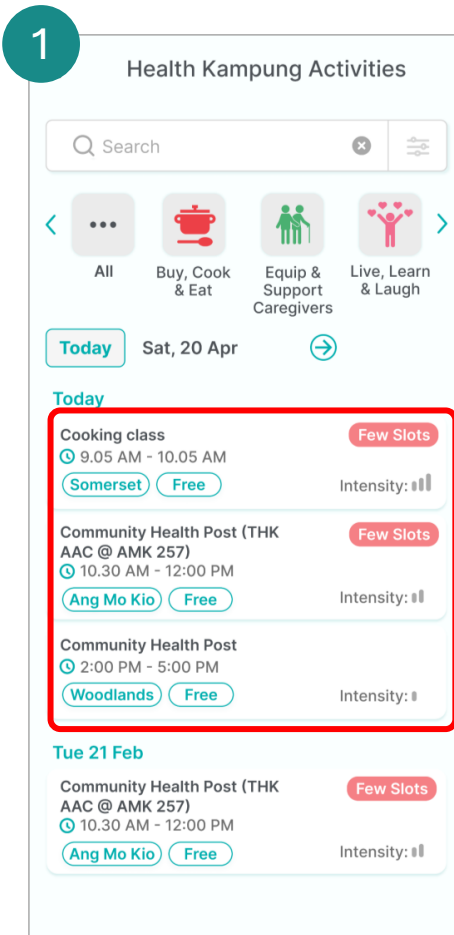 1
Health Kampung Activities
Search
All
Buy, Cook
& Eat
Equip &
Support
Caregivers
Live, Learn
& Laugh
Today Sat, 20 Apr
Today
Cooking class Few Slots
9.05 AM - 10.05 AM
Somerset Free Intensity:
Community Health Post (THK Few Slots
AAC @ AMK 257)
10.30 AM - 12:00 PM
Ang Mo Kio Free Intensity:
Community Health Post
2:00 PM - 5:00 PM
Woodlands Free Intensity:
Tue 21 Feb
Community Health Post (THK Few Slots
AAC @ AMK 257)
10.30 AM - 12:00 PM
Ang Mo Kio Free Intensity: